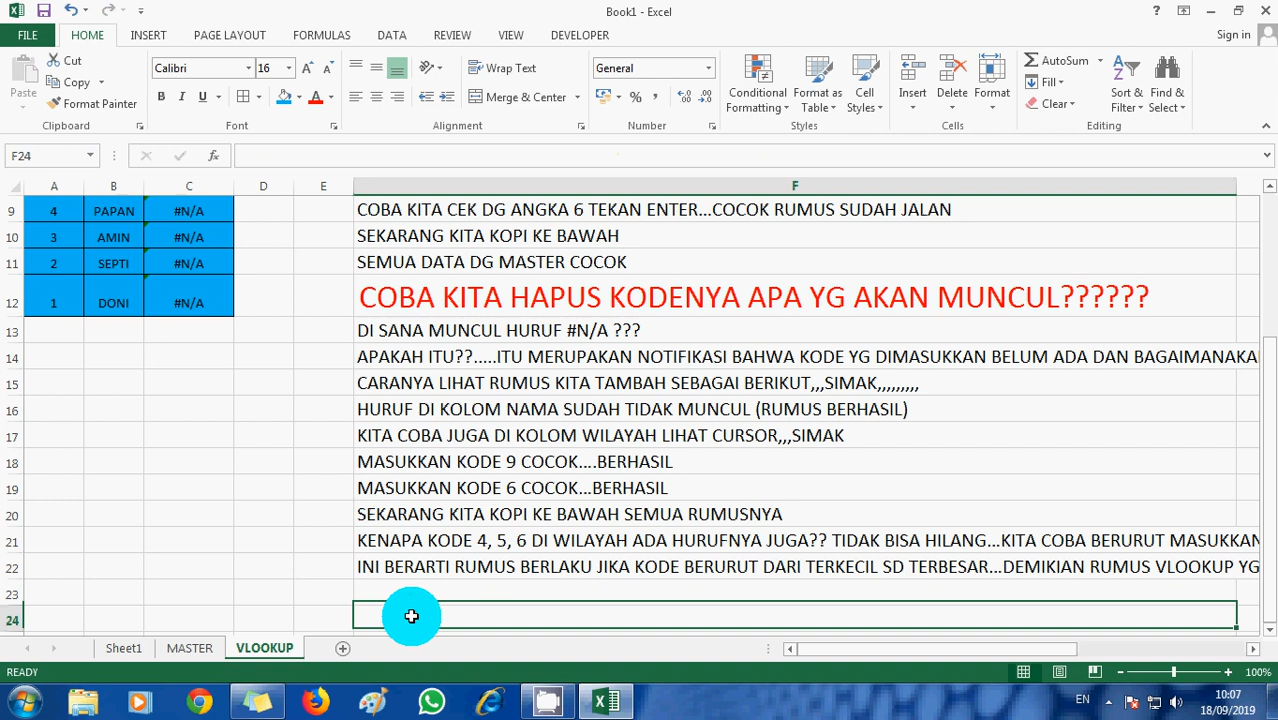 Book1 - Excel
?
FILE HOME INSERT PAGE LAYOUT FORMULAS DATA REVIEW VIEW DEVELOPER Sign in
Paste Cut Copy Format Painter
Clipboard
Calibri 16 A A
B I U A
Font
Wrap Text
Merge & Center
Alignment
General
% ,
Number
Conditional Formatting Format as Table Cell Styles
Styles
Insert Delete Format
Cells
AutoSum Fill Clear Sort & Filter Find & Select
Editing
F24 fx
A B C D E F
9 4 PAPAN #N/A COBA KITA CEK DG ANGKA 6 TEKAN ENTER...COCOK RUMUS SUDAH JALAN
10 3 AMIN #N/A SEKARANG KITA KOPI KE BAWAH
11 2 SEPTI #N/A SEMUA DATA DG MASTER COCOK
12 1 DONI #N/A COBA KITA HAPUS KODENYA APA YG AKAN MUNCUL??????
13 DI SANA MUNCUL HURUF #N/A ???
14 APAKAH ITU??.....ITU MERUPAKAN NOTIFIKASI BAHWA KODE YG DIMASUKKAN BELUM ADA DAN BAGAIMANAKA
15 CARANYA LIHAT RUMUS KITA TAMBAH SEBAGAI BERIKUT,,,SIMAK,,,,,,,,,
16 HURUF DI KOLOM NAMA SUDAH TIDAK MUNCUL (RUMUS BERHASIL)
17 KITA COBA JUGA DI KOLOM WILAYAH LIHAT CURSOR,,,SIMAK
18 MASUKKAN KODE 9 COCOK....BERHASIL
19 MASUKKAN KODE 6 COCOK...BERHASIL
20 SEKARANG KITA KOPI KE BAWAH SEMUA RUMUSNYA
21 KENAPA KODE 4, 5, 6 DI WILAYAH ADA HURUFNYA JUGA?? TIDAK BISA HILANG...KITA COBA BERURUT MASUKKAN
22 INI BERARTI RUMUS BERLAKU JIKA KODE BERURUT DARI TERKECIL SD TERBESAR...DEMIKIAN RUMUS VLOOKUP YG
23
24
Sheet1 MASTER VLOOKUP
READY 100%
EN 10:07
18/09/2019